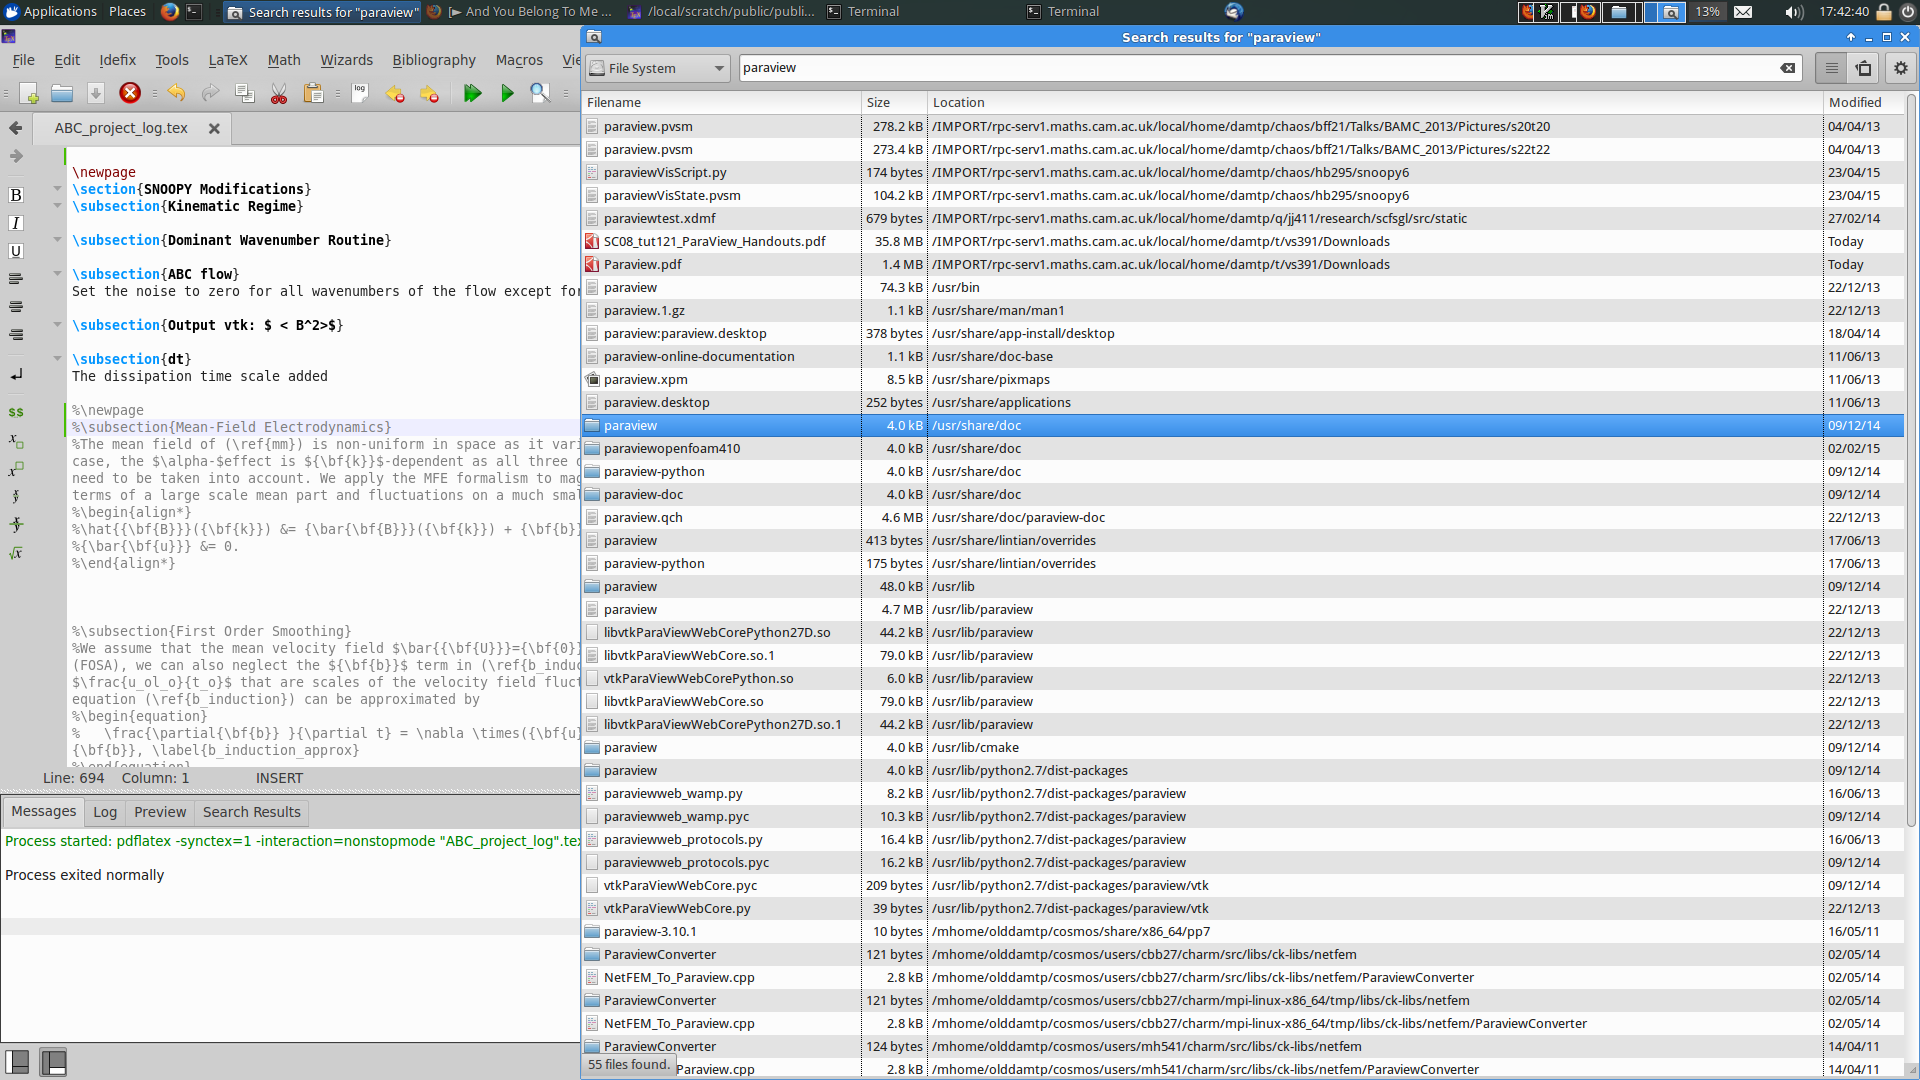 Applications Places Search results for "paraview" [► And You Belong To Me ... /local/scratch/public/publi... Terminal Terminal 13% 17:42:40
Search results for "paraview"
File Edit Idefix Tools LaTeX Math Wizards Bibliography Macros Vie
File System paraview
log
Filename Size Location Modified
ABC_project_log.tex
\newpage
\section{SNOOPY Modifications}
\subsection{Kinematic Regime}
\subsection{Dominant Wavenumber Routine}
\subsection{ABC flow}
Set the noise to zero for all wavenumbers of the flow except for
\subsection{Output vtk: $ < B^2>$}
\subsection{dt}
The dissipation time scale added
%\newpage
%\subsection{Mean-Field Electrodynamics}
%The mean field of (\ref{mm}) is non-uniform in space as it vari
case, the $\alpha-$effect is ${\bf{k}}$-dependent as all three
need to be taken into account. We apply the MFE formalism to mag
terms of a large scale mean part and fluctuations on a much smal
%\begin{align*}
%\hat{{\bf{B}}}({\bf{k}}) &= {\bar{\bf{B}}}({\bf{k}}) + {\bf{b}}
%{\bar{\bf{u}}} &= 0.
%\end{align*}
%\subsection{First Order Smoothing}
%We assume that the mean velocity field $\bar{{\bf{U}}}={\bf{0}}
(FOSA), we can also neglect the ${\bf{b}}$ term in (\ref{b_induc
$\frac{u_ol_o}{t_o}$ that are scales of the velocity field fluct
equation (\ref{b_induction}) can be approximated by
%\begin{equation}
% \frac{\partial{\bf{b}} }{\partial t} = \nabla \times({\bf{u}
{\bf{b}}, \label{b_induction_approx}
%\end{equation}
Line: 694 Column: 1 INSERT
Messages Log Preview Search Results
Process started: pdflatex -synctex=1 -interaction=nonstopmode "ABC_project_log".tex
Process exited normally
paraview.pvsm 278.2 kB /IMPORT/rpc-serv1.maths.cam.ac.uk/local/home/damtp/chaos/bff21/Talks/BAMC_2013/Pictures/s20t20 04/04/13
paraview.pvsm 273.4 kB /IMPORT/rpc-serv1.maths.cam.ac.uk/local/home/damtp/chaos/bff21/Talks/BAMC_2013/Pictures/s22t22 04/04/13
paraviewVisScript.py 174 bytes /IMPORT/rpc-serv1.maths.cam.ac.uk/local/home/damtp/chaos/hb295/snoopy6 23/04/15
paraviewVisState.pvsm 104.2 kB /IMPORT/rpc-serv1.maths.cam.ac.uk/local/home/damtp/chaos/hb295/snoopy6 23/04/15
paraviewtest.xdmf 679 bytes /IMPORT/rpc-serv1.maths.cam.ac.uk/local/home/damtp/q/jj411/research/scfsgl/src/static 27/02/14
SC08_tut121_ParaView_Handouts.pdf 35.8 MB /IMPORT/rpc-serv1.maths.cam.ac.uk/local/home/damtp/t/vs391/Downloads Today
Paraview.pdf 1.4 MB /IMPORT/rpc-serv1.maths.cam.ac.uk/local/home/damtp/t/vs391/Downloads Today
paraview 74.3 kB /usr/bin 22/12/13
paraview.1.gz 1.1 kB /usr/share/man/man1 22/12/13
paraview:paraview.desktop 378 bytes /usr/share/app-install/desktop 18/04/14
paraview-online-documentation 1.1 kB /usr/share/doc-base 11/06/13
paraview.xpm 8.5 kB /usr/share/pixmaps 11/06/13
paraview.desktop 252 bytes /usr/share/applications 11/06/13
paraview 4.0 kB /usr/share/doc 09/12/14
paraviewopenfoam410 4.0 kB /usr/share/doc 02/02/15
paraview-python 4.0 kB /usr/share/doc 09/12/14
paraview-doc 4.0 kB /usr/share/doc 09/12/14
paraview.qch 4.6 MB /usr/share/doc/paraview-doc 22/12/13
paraview 413 bytes /usr/share/lintian/overrides 17/06/13
paraview-python 175 bytes /usr/share/lintian/overrides 17/06/13
paraview 48.0 kB /usr/lib 09/12/14
paraview 4.7 MB /usr/lib/paraview 22/12/13
libvtkParaViewWebCorePython27D.so 44.2 kB /usr/lib/paraview 22/12/13
libvtkParaViewWebCore.so.1 79.0 kB /usr/lib/paraview 22/12/13
vtkParaViewWebCorePython.so 6.0 kB /usr/lib/paraview 22/12/13
libvtkParaViewWebCore.so 79.0 kB /usr/lib/paraview 22/12/13
libvtkParaViewWebCorePython27D.so.1 44.2 kB /usr/lib/paraview 22/12/13
paraview 4.0 kB /usr/lib/cmake 09/12/14
paraview 4.0 kB /usr/lib/python2.7/dist-packages 09/12/14
paraviewweb_wamp.py 8.2 kB /usr/lib/python2.7/dist-packages/paraview 16/06/13
paraviewweb_wamp.pyc 10.3 kB /usr/lib/python2.7/dist-packages/paraview 09/12/14
paraviewweb_protocols.py 16.4 kB /usr/lib/python2.7/dist-packages/paraview 16/06/13
paraviewweb_protocols.pyc 16.2 kB /usr/lib/python2.7/dist-packages/paraview 09/12/14
vtkParaViewWebCore.pyc 209 bytes /usr/lib/python2.7/dist-packages/paraview/vtk 09/12/14
vtkParaViewWebCore.py 39 bytes /usr/lib/python2.7/dist-packages/paraview/vtk 22/12/13
paraview-3.10.1 10 bytes /mhome/olddamtp/cosmos/share/x86_64/pp7 16/05/11
ParaviewConverter 121 bytes /mhome/olddamtp/cosmos/users/cbb27/charm/src/libs/ck-libs/netfem 02/05/14
NetFEM_To_Paraview.cpp 2.8 kB /mhome/olddamtp/cosmos/users/cbb27/charm/src/libs/ck-libs/netfem/ParaviewConverter 02/05/14
ParaviewConverter 121 bytes /mhome/olddamtp/cosmos/users/cbb27/charm/mpi-linux-x86_64/tmp/libs/ck-libs/netfem 02/05/14
NetFEM_To_Paraview.cpp 2.8 kB /mhome/olddamtp/cosmos/users/cbb27/charm/mpi-linux-x86_64/tmp/libs/ck-libs/netfem/ParaviewConverter 02/05/14
ParaviewConverter 124 bytes /mhome/olddamtp/cosmos/users/mh541/charm/src/libs/ck-libs/netfem 14/04/11
Paraview.cpp 2.8 kB /mhome/olddamtp/cosmos/users/mh541/charm/src/libs/ck-libs/netfem/ParaviewConverter 14/04/11
55 files found.